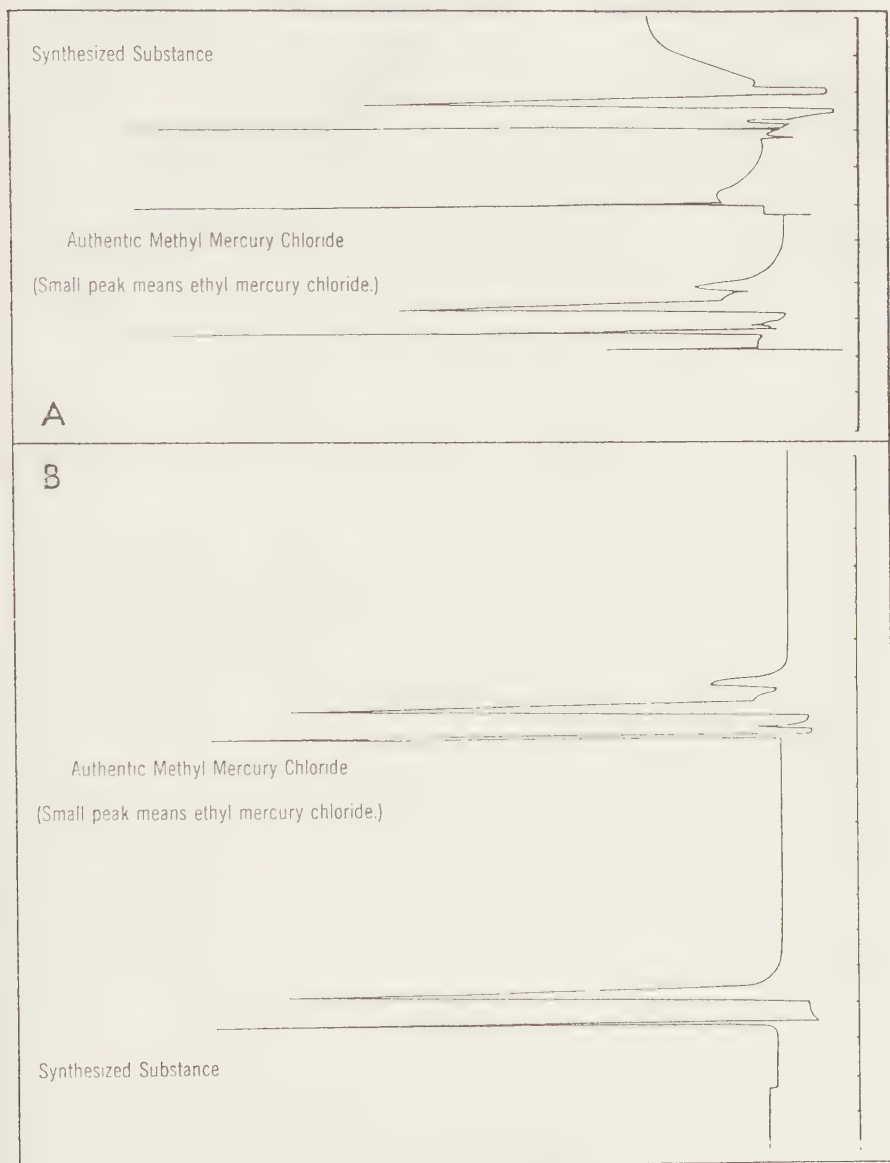 Synthesized Substance
Authentic Methyl Mercury Chloride
(Small peak means ethyl mercury chloride.)
A
B
Authentic Methyl Mercury Chloride
(Small peak means ethyl mercury chloride.)
Synthesized Substance